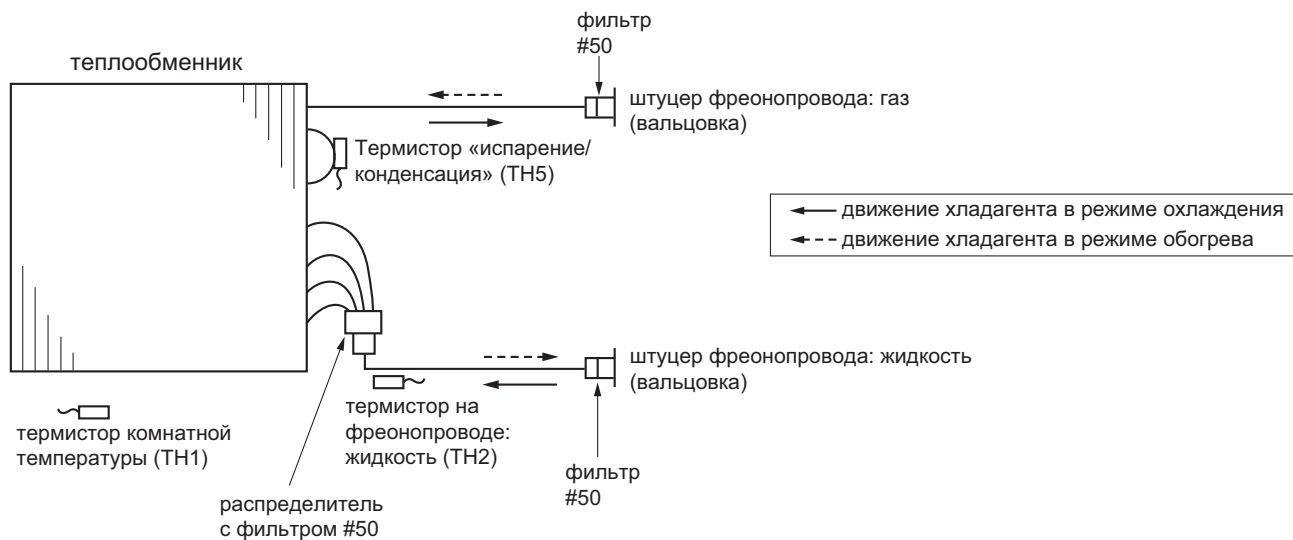 фильтр
#50
теплообменник
штуцер фреонопровода: газ
(вальцовка)
Термистор «испарение/
конденсация» (TH5)
движение хладагента в режиме охлаждения
движение хладагента в режиме обогрева
штуцер фреонопровода: жидкость
(вальцовка)
термистор на
фреонопроводе:
жидкость (TH2)
термистор комнатной
температуры (TH1)
фильтр
#50
распределитель
с фильтром #50